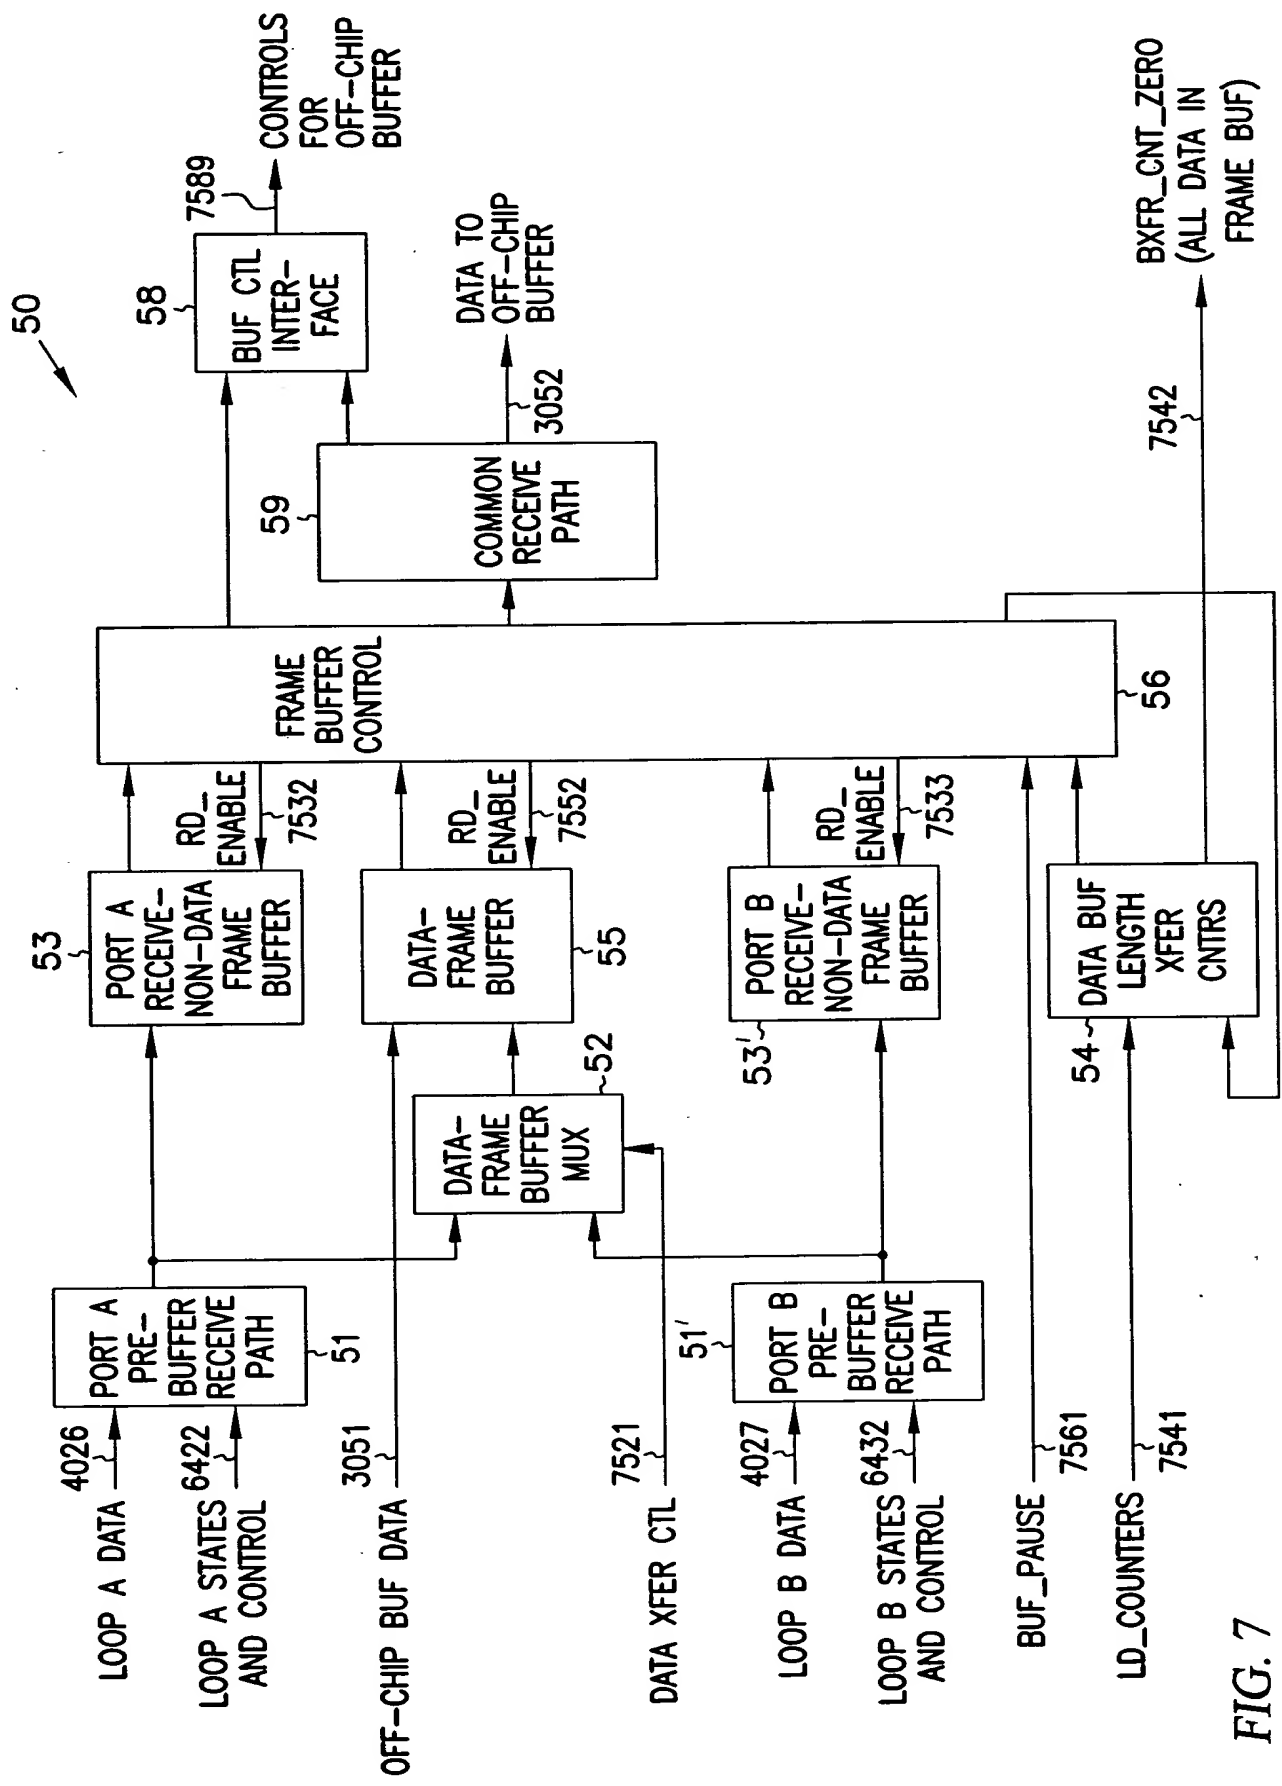 50
LOOP A DATA
4026
LOOP A STATES
AND CONTROL
6422
PORT A
PRE-
BUFFER
RECEIVE
PATH
51
OFF-CHIP BUF DATA
3051
DATA XFER CTL
7521
LOOP B DATA
4027
LOOP B STATES
AND CONTROL
6432
PORT B
PRE-
BUFFER
RECEIVE
PATH
51'
BUF_PAUSE
7561
LD_COUNTERS
7541
DATA-
FRAME
BUFFER
MUX
52
53
PORT A
RECEIVE-
NON-DATA
FRAME
BUFFER
RD_
ENABLE
7532
DATA-
FRAME
BUFFER
55
RD_
ENABLE
7552
53'
PORT B
RECEIVE-
NON-DATA
FRAME
BUFFER
RD_
ENABLE
7533
54
DATA BUF
LENGTH
XFER
CNTRS
FRAME
BUFFER
CONTROL
56
59
COMMON
RECEIVE
PATH
58
BUF CTL
INTER-
FACE
7589
CONTROLS
FOR
OFF-CHIP
BUFFER
3052
DATA TO
OFF-CHIP
BUFFER
7542
BXFR_CNT_ZERO
(ALL DATA IN
FRAME BUF)
FIG. 7